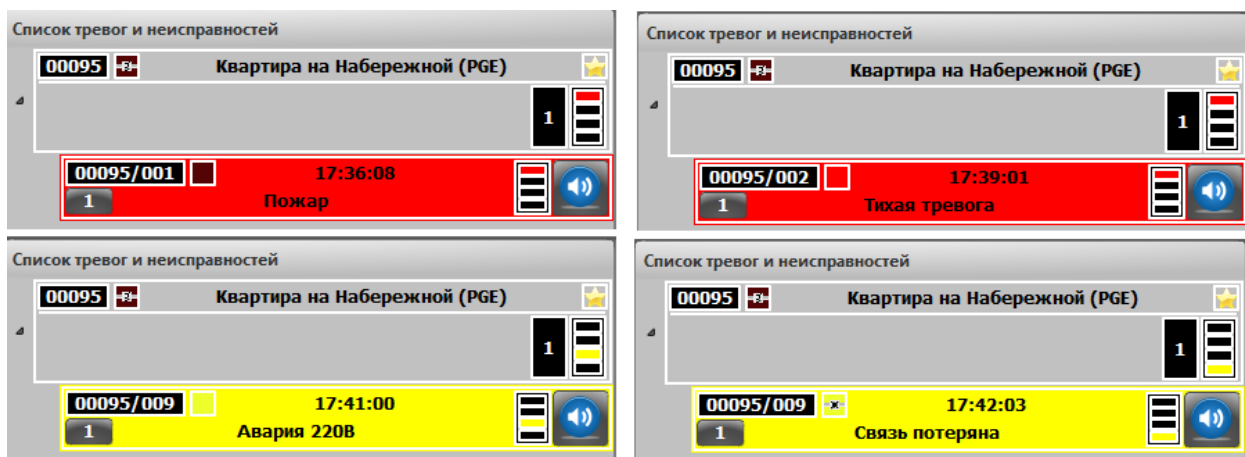 Список тревог и неисправностей
00095 Квартира на Набережной (PGE)
1
00095/001 17:36:08
1 Пожар
Список тревог и неисправностей
00095 Квартира на Набережной (PGE)
1
00095/002 17:39:01
1 Тихая тревога
Список тревог и неисправностей
00095 Квартира на Набережной (PGE)
1
00095/009 17:41:00
1 Авария 220В
Список тревог и неисправностей
00095 Квартира на Набережной (PGE)
1
00095/009 17:42:03
1 Связь потеряна